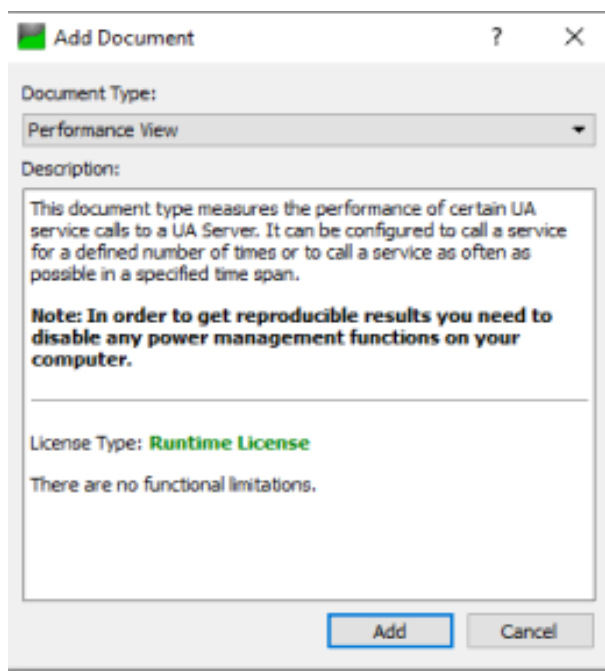 Add Document
Document Type:
Performance View
Description:
This document type measures the performance of certain UA
service calls to a UA Server. It can be configured to call a service
for a defined number of times or to call a service as often as
possible in a specified time span.
Note: In order to get reproducible results you need to
disable any power management functions on your
computer.
License Type: Runtime License
There are no functional limitations.
Add Cancel